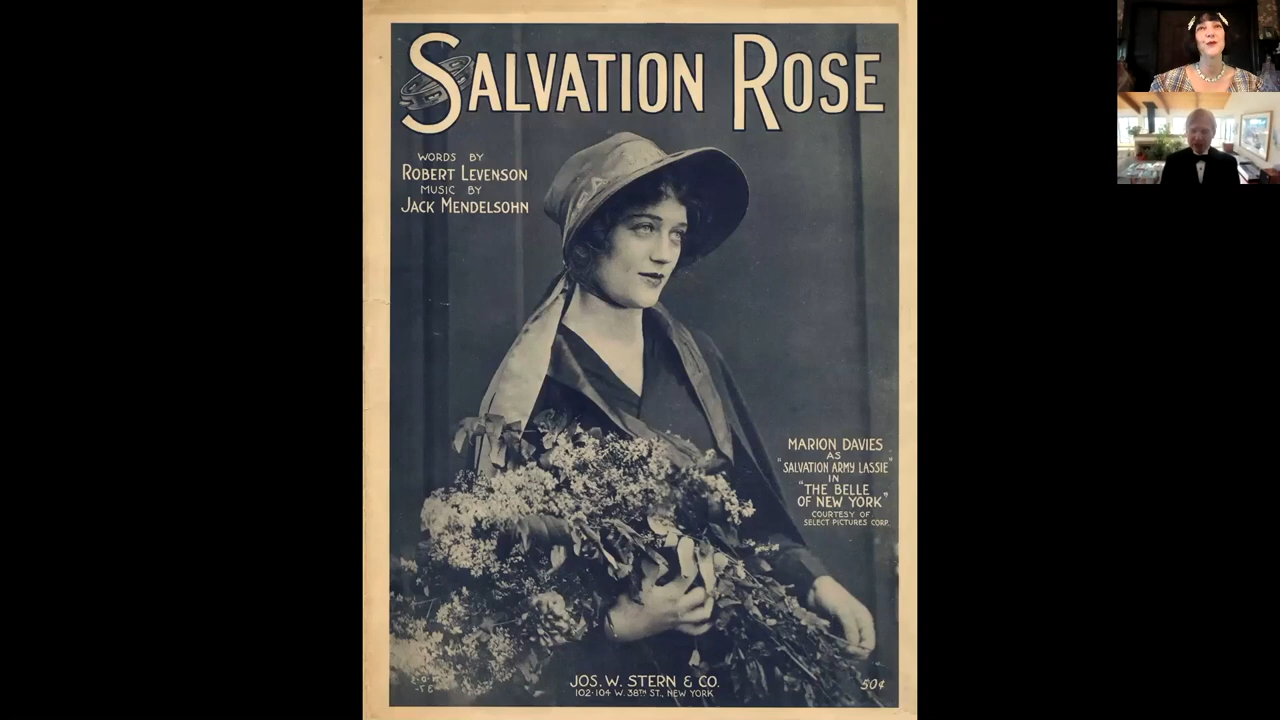 SALVATION ROSE
WORDS BY
ROBERT LEVENSON
MUSIC BY
JACK MENDELSOHN
MARION DAVIES
AS
"SALVATION ARMY LASSIE"
IN
"THE BELLE
OF NEW YORK"
COURTESY OF
SELECT PICTURES CORP.
JOS. W. STERN & CO.
102-104 W. 38TH ST., NEW YORK
50¢